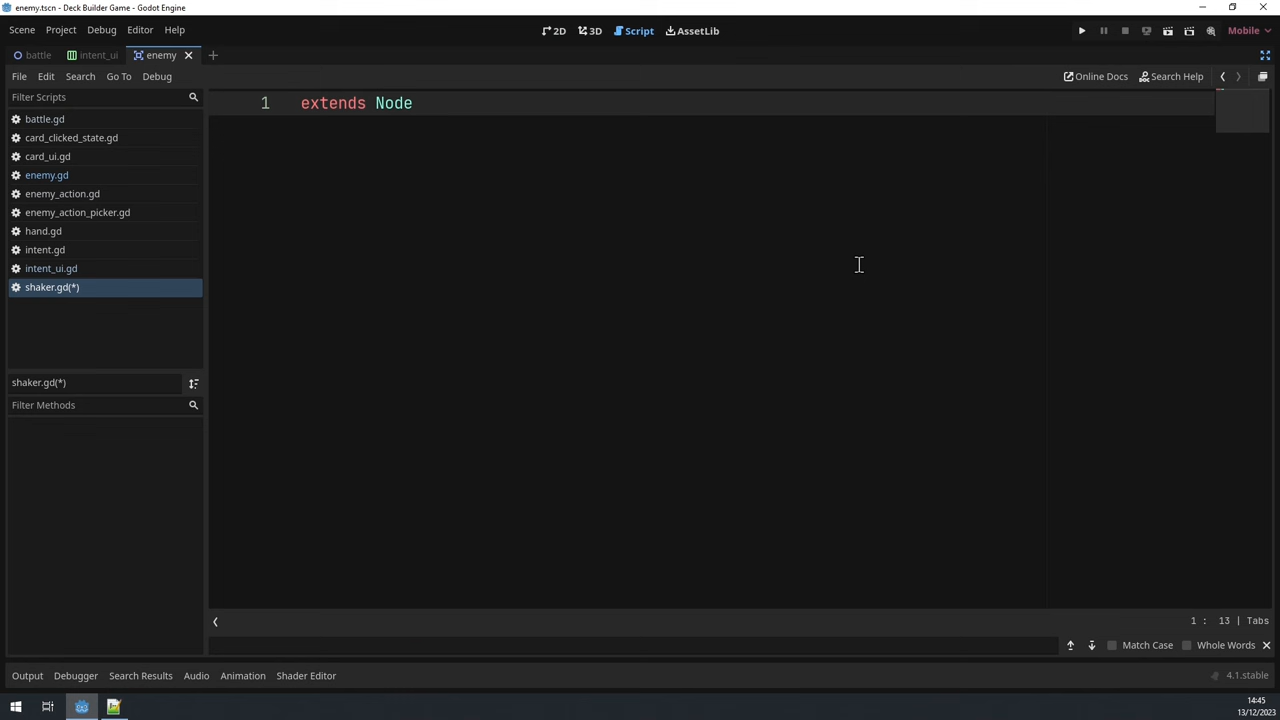 enemy.tscn - Deck Builder Game - Godot Engine
Scene Project Debug Editor Help
2D 3D Script AssetLib
Mobile
battle intent_ui enemy
File Edit Search Go To Debug
Online Docs Search Help
Filter Scripts
1 extends Node
battle.gd
card_clicked_state.gd
card_ui.gd
enemy.gd
enemy_action.gd
enemy_action_picker.gd
hand.gd
intent.gd
intent_ui.gd
shaker.gd(*)
shaker.gd(*)
Filter Methods
1 : 13 | Tabs
Match Case Whole Words
Output Debugger Search Results Audio Animation Shader Editor
4.1.stable
14:45
13/12/2023